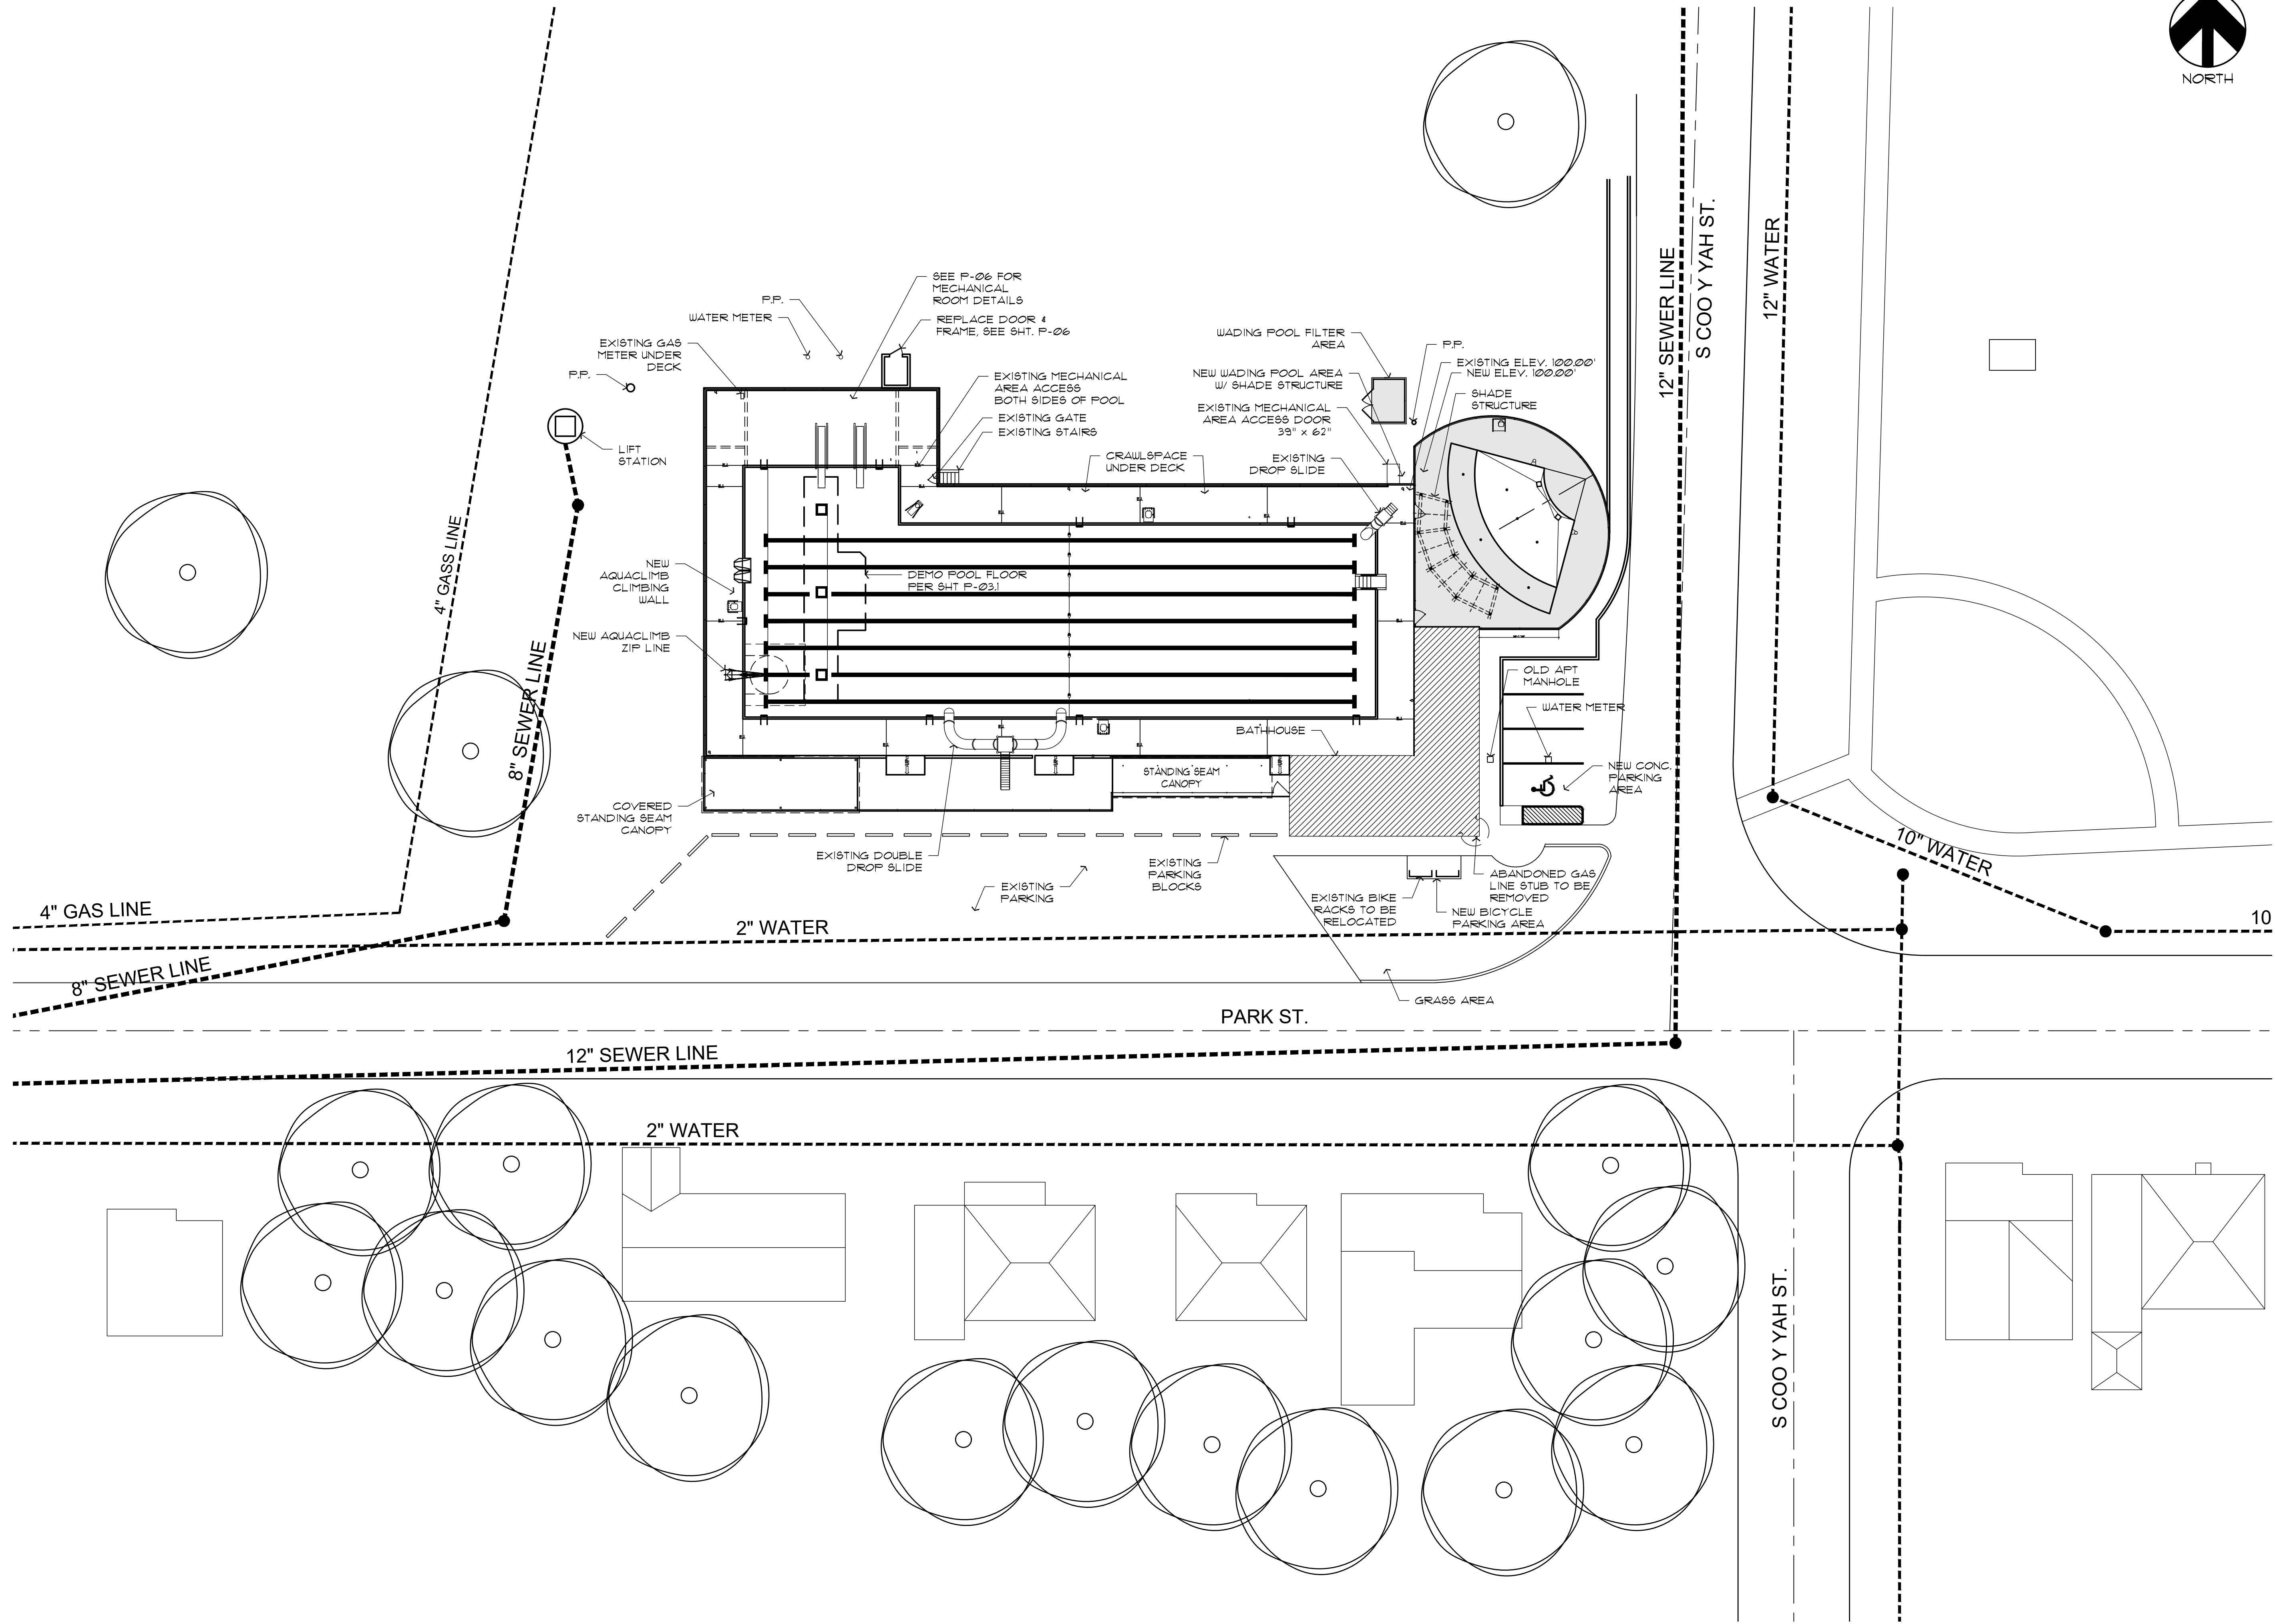 NORTH
S COO Y YAH ST.
12" SEWER LINE
12" WATER
SEE P-06 FOR
MECHANICAL
ROOM DETAILS
P.P.
WATER METER
REPLACE DOOR &
FRAME, SEE SHT. P-06
EXISTING GAS
METER UNDER
DECK
P.P.
WADING POOL FILTER
AREA
P.P.
EXISTING ELEV. 100.00'
NEW ELEV. 100.00'
NEW WADING POOL AREA
W/ SHADE STRUCTURE
SHADE
STRUCTURE
EXISTING MECHANICAL
AREA ACCESS
BOTH SIDES OF POOL
EXISTING GATE
EXISTING STAIRS
EXISTING MECHANICAL
AREA ACCESS DOOR
39" x 62"
LIFT
STATION
CRAWLSPACE
UNDER DECK
EXISTING
DROP SLIDE
4" GASS LINE
NEW
AQUACLIMB
CLIMBING
WALL
DEMO POOL FLOOR
PER SHT P-03.1
NEW AQUACLIMB
ZIP LINE
8" SEWER LINE
OLD APT
MANHOLE
WATER METER
BATHHOUSE
STANDING SEAM
CANOPY
NEW CONC.
PARKING
AREA
COVERED
STANDING SEAM
CANOPY
EXISTING DOUBLE
DROP SLIDE
EXISTING
PARKING
EXISTING
PARKING
BLOCKS
EXISTING BIKE
RACKS TO BE
RELOCATED
ABANDONED GAS
LINE STUB TO BE
REMOVED
NEW BICYCLE
PARKING AREA
10" WATER
4" GAS LINE
2" WATER
10
8" SEWER LINE
GRASS AREA
PARK ST.
12" SEWER LINE
2" WATER
S COO Y YAH ST.